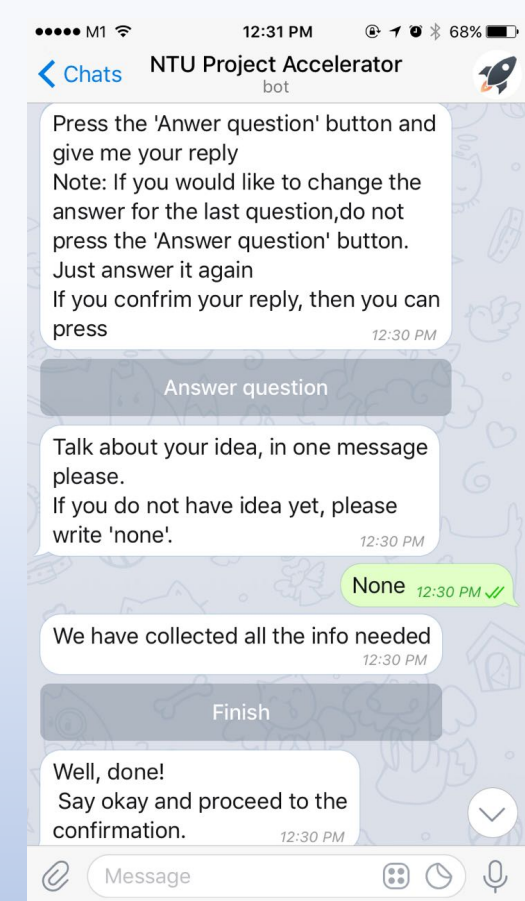 M1 12:31 PM 68%
Chats NTU Project Accelerator
bot
Press the 'Anwer question' button and
give me your reply
Note: If you would like to change the
answer for the last question,do not
press the 'Answer question' button.
Just answer it again
If you confrim your reply, then you can
press 12:30 PM
Answer question
Talk about your idea, in one message
please.
If you do not have idea yet, please
write 'none'. 12:30 PM
None 12:30 PM
We have collected all the info needed
12:30 PM
Finish
Well, done!
Say okay and proceed to the
confirmation. 12:30 PM
Message